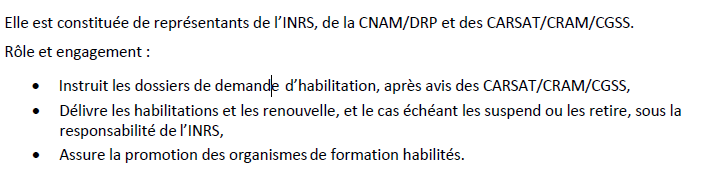 Elle est constituée de représentants de l'INRS, de la CNAM/DRP et des CARSAT/CRAM/CGSS.
Rôle et engagement :
• Instruit les dossiers de demande d'habilitation, après avis des CARSAT/CRAM/CGSS,
• Délivre les habilitations et les renouvelle, et le cas échéant les suspend ou les retire, sous la
responsabilité de l'INRS,
• Assure la promotion des organismes de formation habilités.